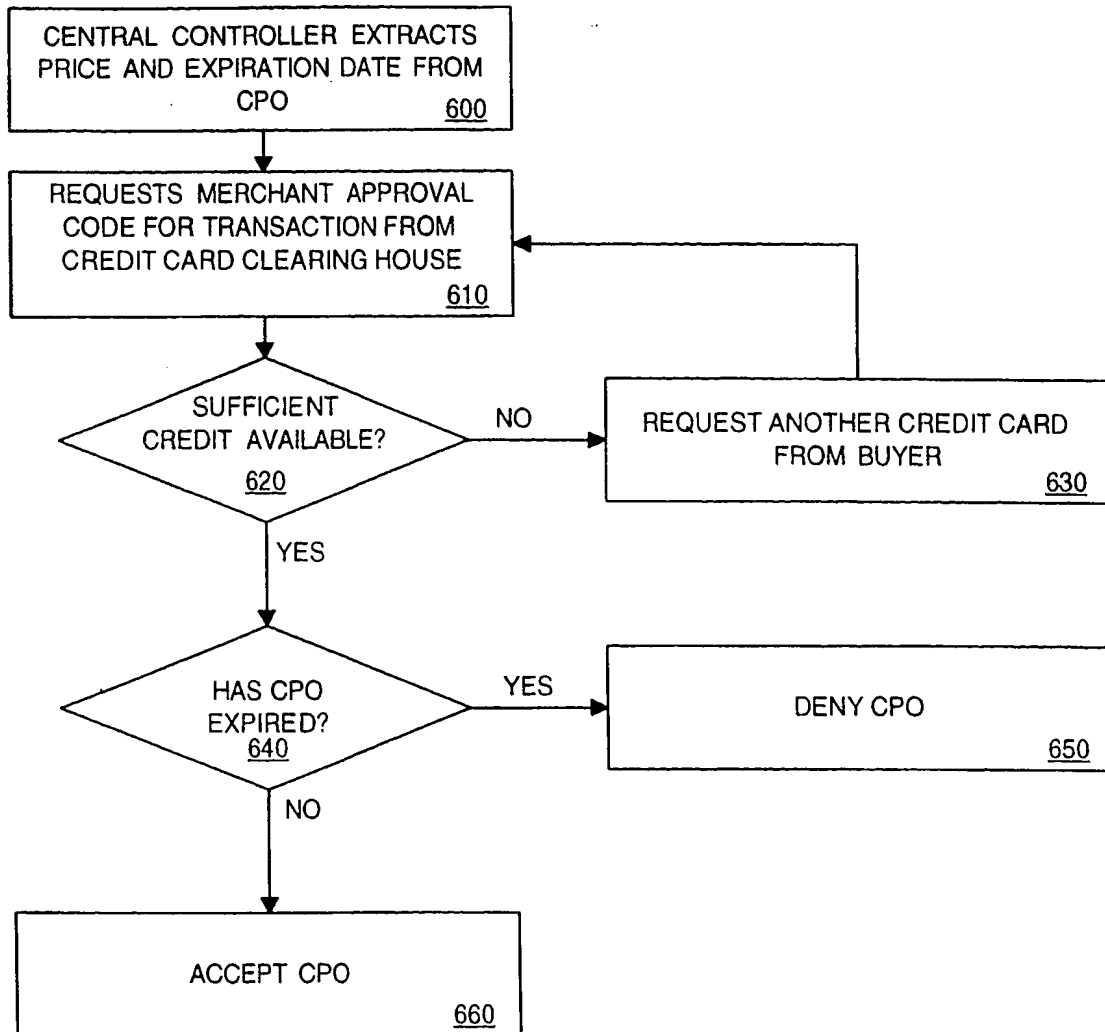 CENTRAL CONTROLLER EXTRACTS
PRICE AND EXPIRATION DATE FROM
CPO
600
REQUESTS MERCHANT APPROVAL
CODE FOR TRANSACTION FROM
CREDIT CARD CLEARING HOUSE
610
SUFFICIENT
CREDIT AVAILABLE?
620
NO
REQUEST ANOTHER CREDIT CARD
FROM BUYER
630
YES
HAS CPO
EXPIRED?
640
YES
DENY CPO
650
NO
ACCEPT CPO
660